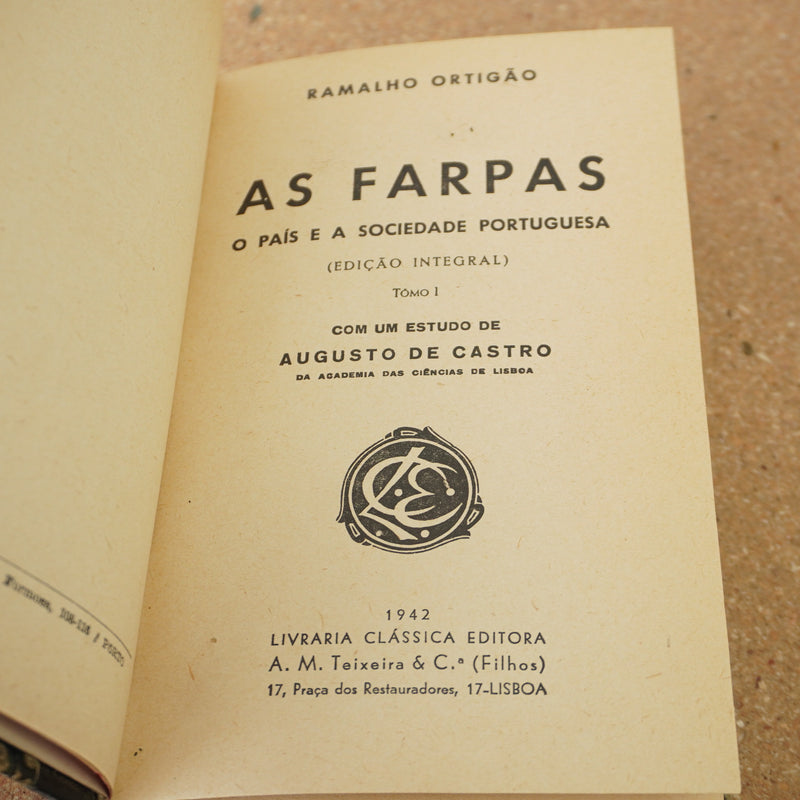 RAMALHO ORTIGÃO
AS FARPAS
O PAÍS E A SOCIEDADE PORTUGUESA
(EDIÇÃO INTEGRAL)
TÔMO I
COM UM ESTUDO DE
AUGUSTO DE CASTRO
DA ACADEMIA DAS CIÊNCIAS DE LISBOA
1942
LIVRARIA CLÁSSICA EDITORA
A. M. Teixeira & C.ª (Filhos)
17, Praça dos Restauradores, 17-LISBOA
/ PORTO